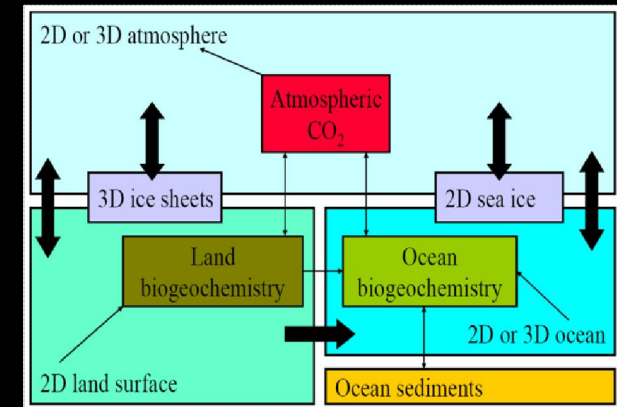 2D or 3D atmosphere
Atmospheric
CO₂
3D ice sheets
2D sea ice
Land
biogeochemistry
Ocean
biogeochemistry
2D or 3D ocean
2D land surface
Ocean sediments